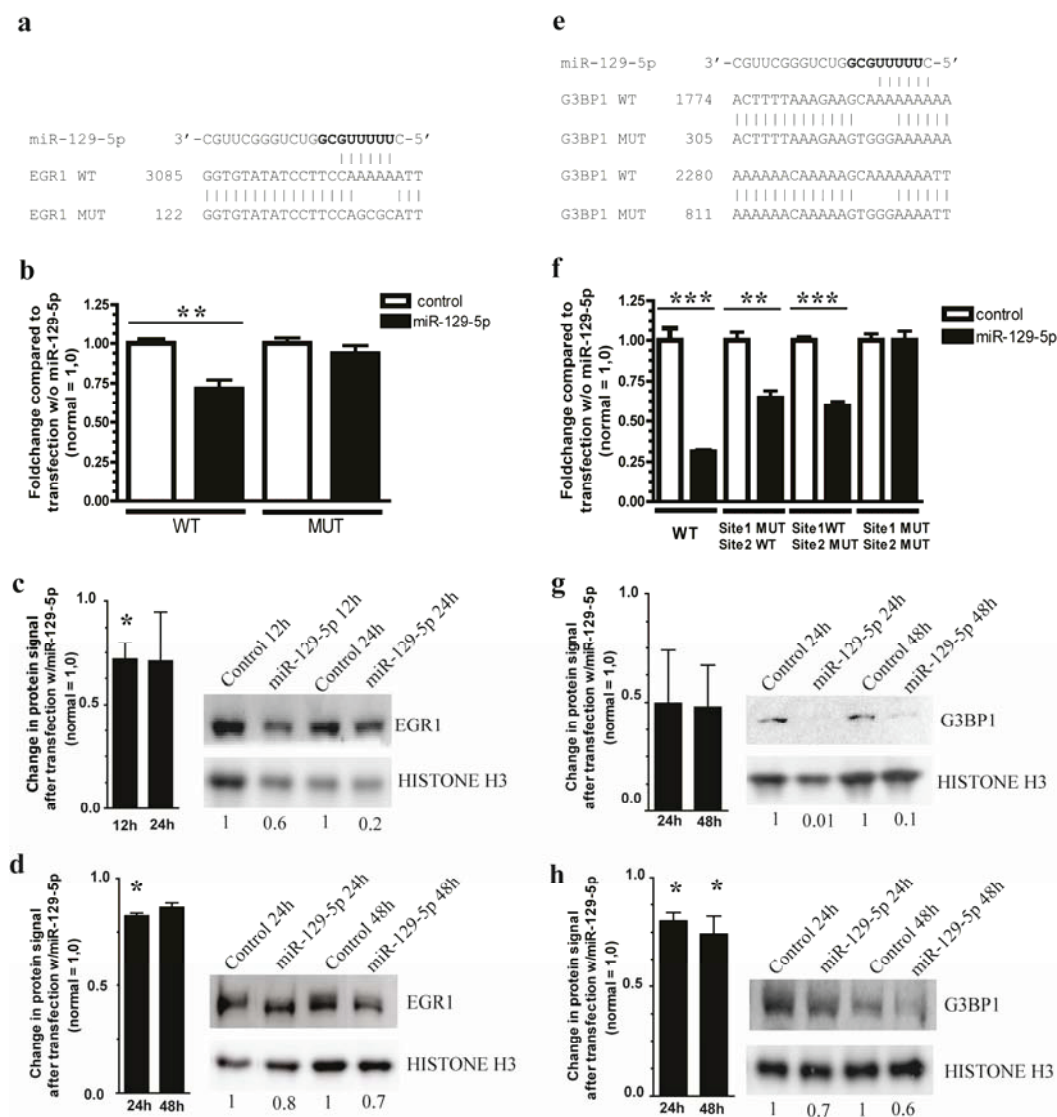 a
miR-129-5p 3'-CGUUCGGGUCUGGCGUUUUUC-5'
EGR1 WT 3085 GGTGTATATCCTTCCAAAAAATT
EGR1 MUT 122 GGTGTATATCCTTCCAGCGCATT
e
miR-129-5p 3'-CGUUCGGGUCUGGCGUUUUUC-5'
G3BP1 WT 1774 ACTTTTAAAGAAGCAAAAAAAAA
G3BP1 MUT 305 ACTTTTAAAGAAGTGGGAAAAAA
G3BP1 WT 2280 AAAAAACAAAAAGCAAAAAAATT
G3BP1 MUT 811 AAAAAACAAAAAGTGGGAAAATT
b
Foldchange compared to
transfection w/o miR-129-5p
(normal = 1,0)
1.25
1.00
0.75
0.50
0.25
0.00
**
control
miR-129-5p
WT
MUT
f
Foldchange compared to
transfection w/o miR-129-5p
(normal = 1,0)
1.25
1.00
0.75
0.50
0.25
0.00
*** ** ***
control
miR-129-5p
WT
Site1 MUT
Site2 WT
Site1WT
Site2 MUT
Site1 MUT
Site2 MUT
c
Change in protein signal
after transfection w/miR-129-5p
(normal = 1,0)
1.0
0.5
0.0
*
12h 24h
Control 12h
miR-129-5p 12h
Control 24h
miR-129-5p 24h
EGR1
HISTONE H3
1 0.6 1 0.2
g
Change in protein signal
after transfection w/miR-129-5p
(normal = 1,0)
1.0
0.5
0.0
24h 48h
Control 24h
miR-129-5p 24h
Control 48h
miR-129-5p 48h
G3BP1
HISTONE H3
1 0.01 1 0.1
d
Change in protein signal
after transfection w/miR-129-5p
(normal = 1,0)
1.0
0.5
0.0
*
24h 48h
Control 24h
miR-129-5p 24h
Control 48h
miR-129-5p 48h
EGR1
HISTONE H3
1 0.8 1 0.7
h
Change in protein signal
after transfection w/miR-129-5p
(normal = 1,0)
1.0
0.5
0.0
* *
24h 48h
Control 24h
miR-129-5p 24h
Control 48h
miR-129-5p 48h
G3BP1
HISTONE H3
1 0.7 1 0.6